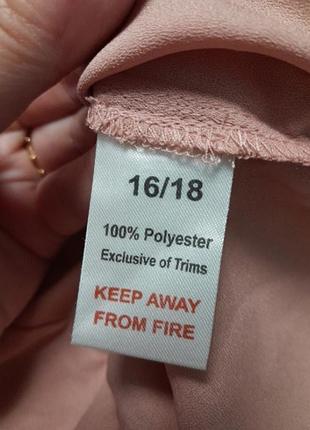 16/18
100% Polyester
Exclusive of Trims
KEEP AWAY
FROM FIRE